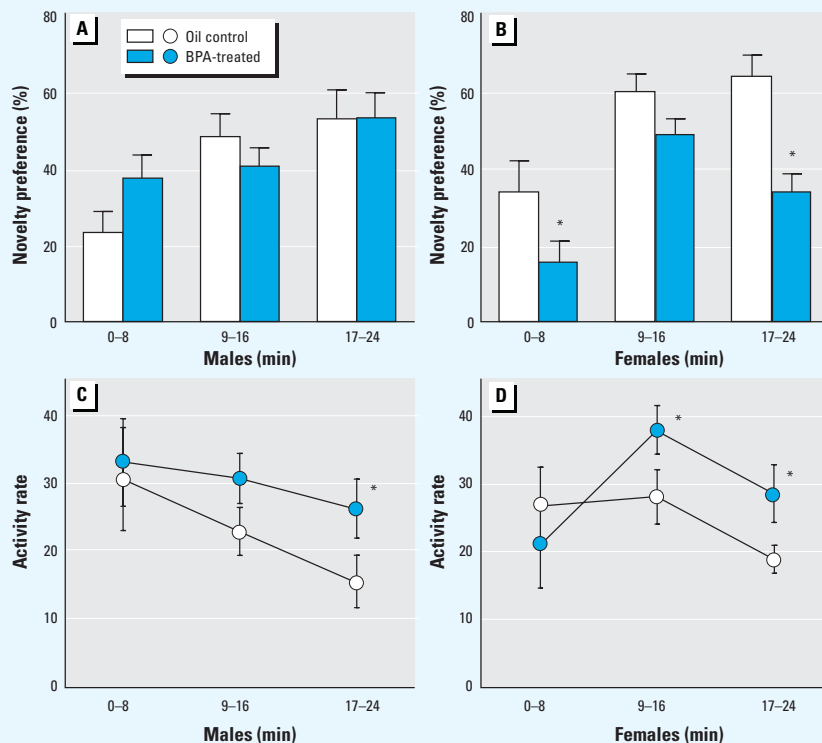 A
Oil control
BPA-treated
Novelty preference (%)
80
60
40
20
0
0–8
9–16
17–24
Males (min)
B
Novelty preference (%)
80
60
40
20
0
*
*
0–8
9–16
17–24
Females (min)
C
Activity rate
40
30
20
10
0
*
0–8
9–16
17–24
Males (min)
D
Activity rate
40
30
20
10
0
*
*
0–8
9–16
17–24
Females (min)